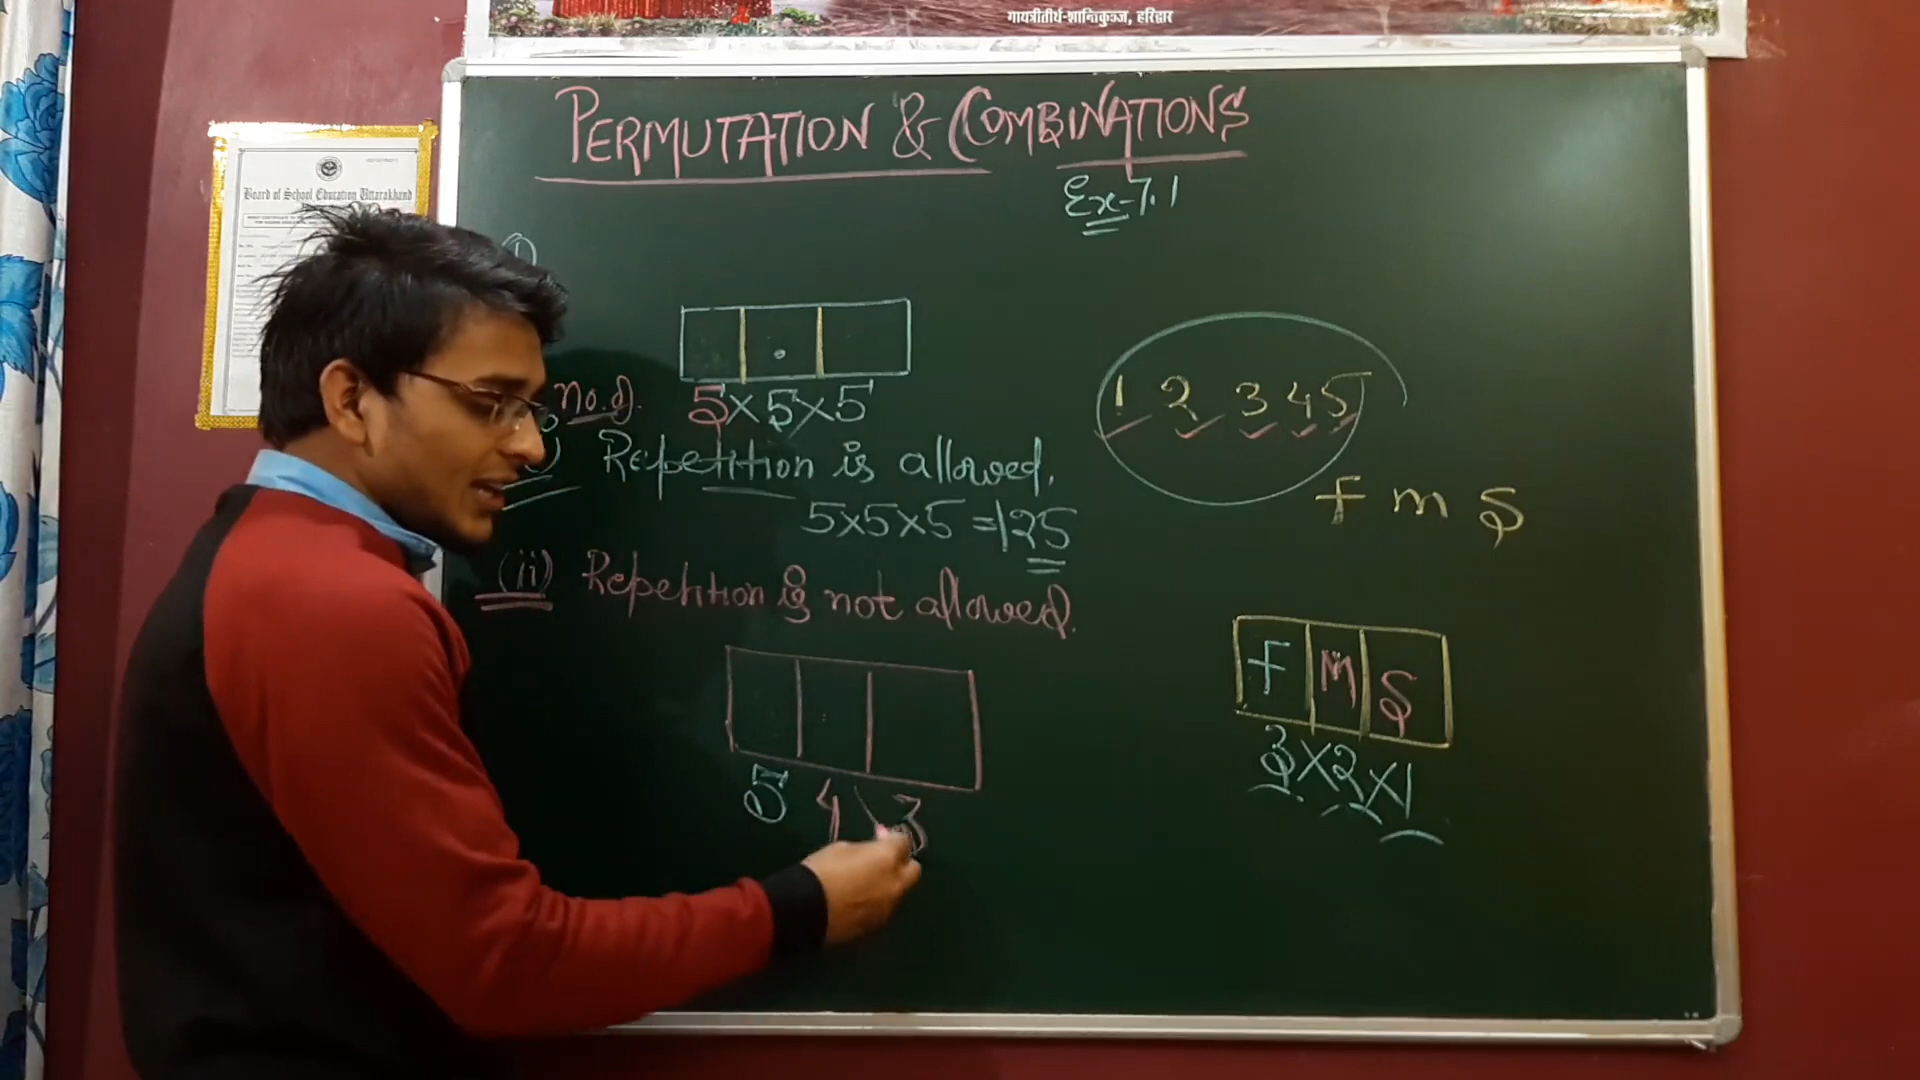 गायत्रीतीर्थ-शान्तिकुञ्ज, हरिद्वार
PERMUTATION & COMBINATIONS
Ex-7.1
Board of School Education Uttarakhand
1
no. of 5×5×5
Repetition is allowed.
5×5×5=125
(ii) Repetition is not allowed.
5 4 3
1 2 3 4 5
F m S
F M S
3×2×1